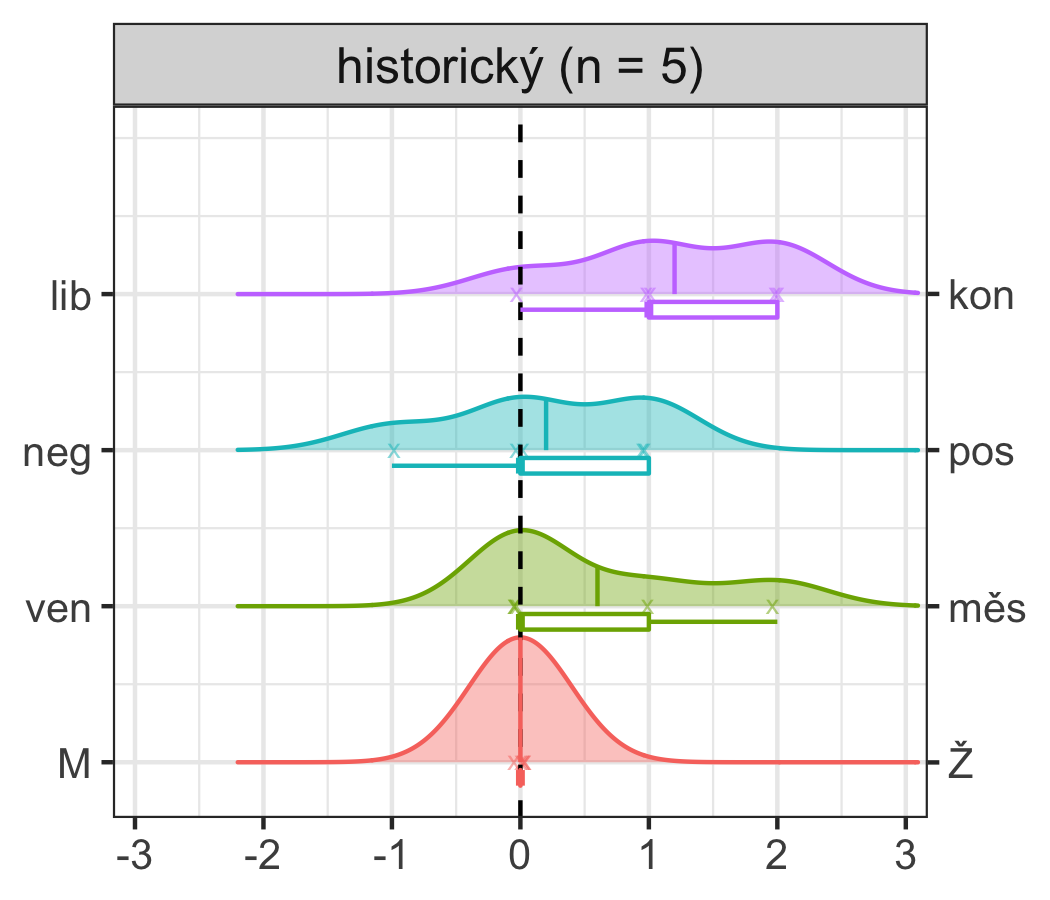 historický (n = 5)
lib kon
neg pos
ven měs
M Ž
-3 -2 -1 0 1 2 3